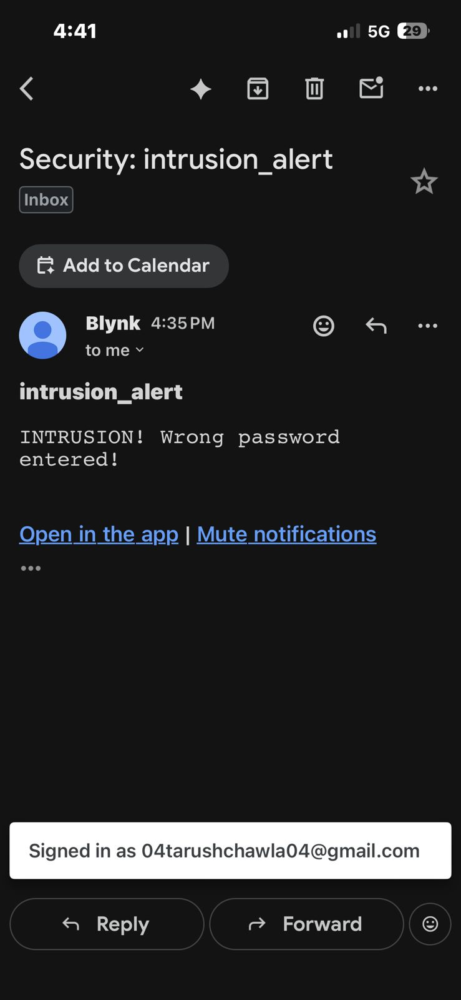 4:41
5G 29
Security: intrusion_alert
Inbox
Add to Calendar
Blynk 4:35 PM
to me
intrusion_alert
INTRUSION! Wrong password
entered!
Open in the app | Mute notifications
Signed in as 04tarushchawla04@gmail.com
Reply
Forward